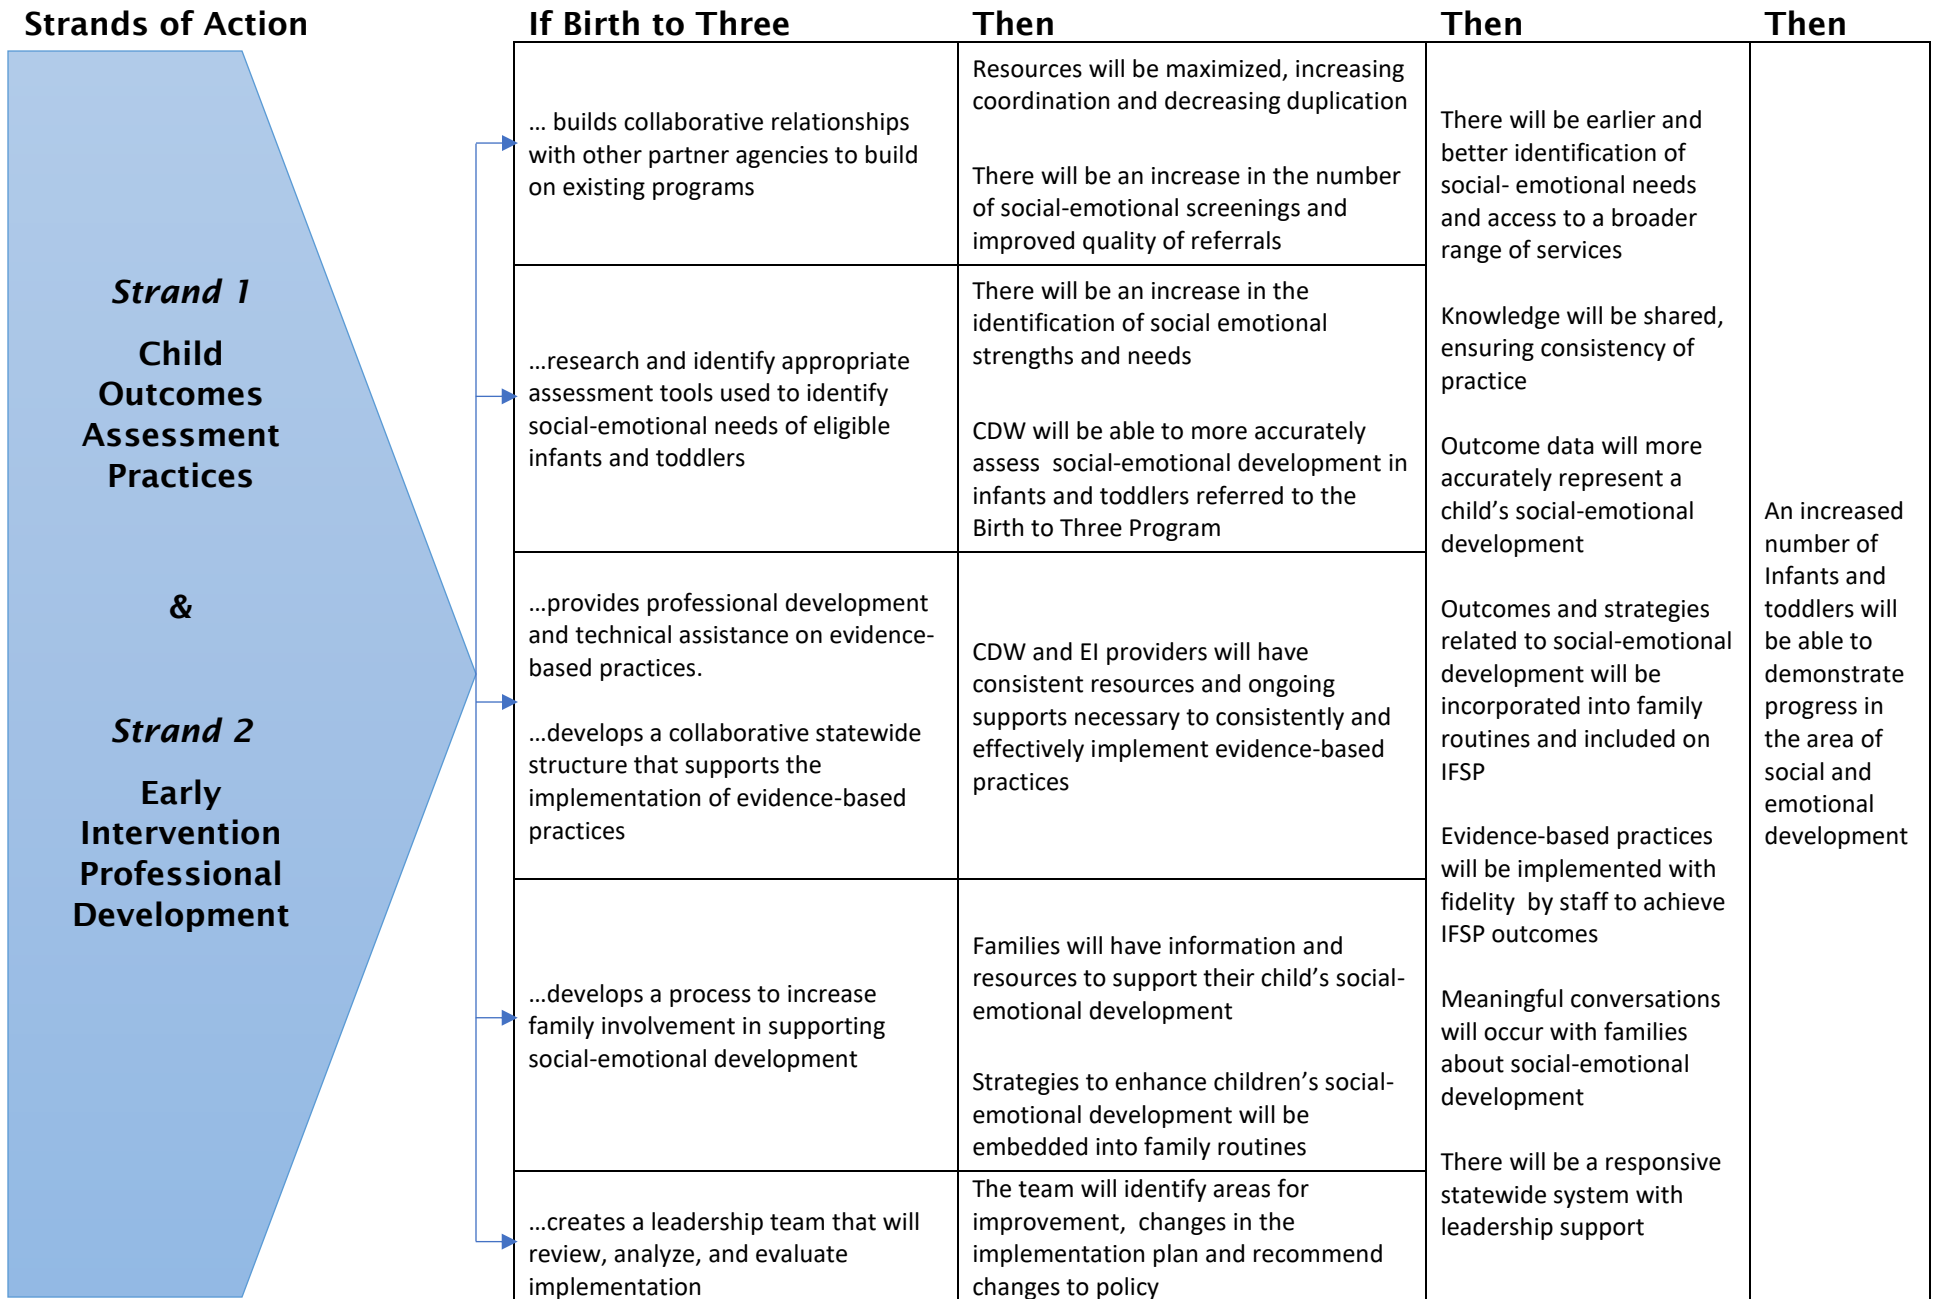 Strands of Action
If Birth to Three
Then
Then
Then
Strand 1
Child
Outcomes
Assessment
Practices
&
Strand 2
Early
Intervention
Professional
Development
… builds collaborative relationships
with other partner agencies to build
on existing programs
Resources will be maximized, increasing
coordination and decreasing duplication
There will be an increase in the number
of social-emotional screenings and
improved quality of referrals
…research and identify appropriate
assessment tools used to identify
social-emotional needs of eligible
infants and toddlers
There will be an increase in the
identification of social emotional
strengths and needs
CDW will be able to more accurately
assess  social-emotional development in
infants and toddlers referred to the
Birth to Three Program
…provides professional development
and technical assistance on evidence-
based practices.
…develops a collaborative statewide
structure that supports the
implementation of evidence-based
practices
CDW and EI providers will have
consistent resources and ongoing
supports necessary to consistently and
effectively implement evidence-based
practices
…develops a process to increase
family involvement in supporting
social-emotional development
Families will have information and
resources to support their child’s social-
emotional development
Strategies to enhance children’s social-
emotional development will be
embedded into family routines
…creates a leadership team that will
review, analyze, and evaluate
implementation
The team will identify areas for
improvement,  changes in the
implementation plan and recommend
changes to policy
There will be earlier and
better identification of
social- emotional needs
and access to a broader
range of services
Knowledge will be shared,
ensuring consistency of
practice
Outcome data will more
accurately represent a
child’s social-emotional
development
Outcomes and strategies
related to social-emotional
development will be
incorporated into family
routines and included on
IFSP
Evidence-based practices
will be implemented with
fidelity  by staff to achieve
IFSP outcomes
Meaningful conversations
will occur with families
about social-emotional
development
There will be a responsive
statewide system with
leadership support
An increased
number of
Infants and
toddlers will
be able to
demonstrate
progress in
the area of
social and
emotional
development